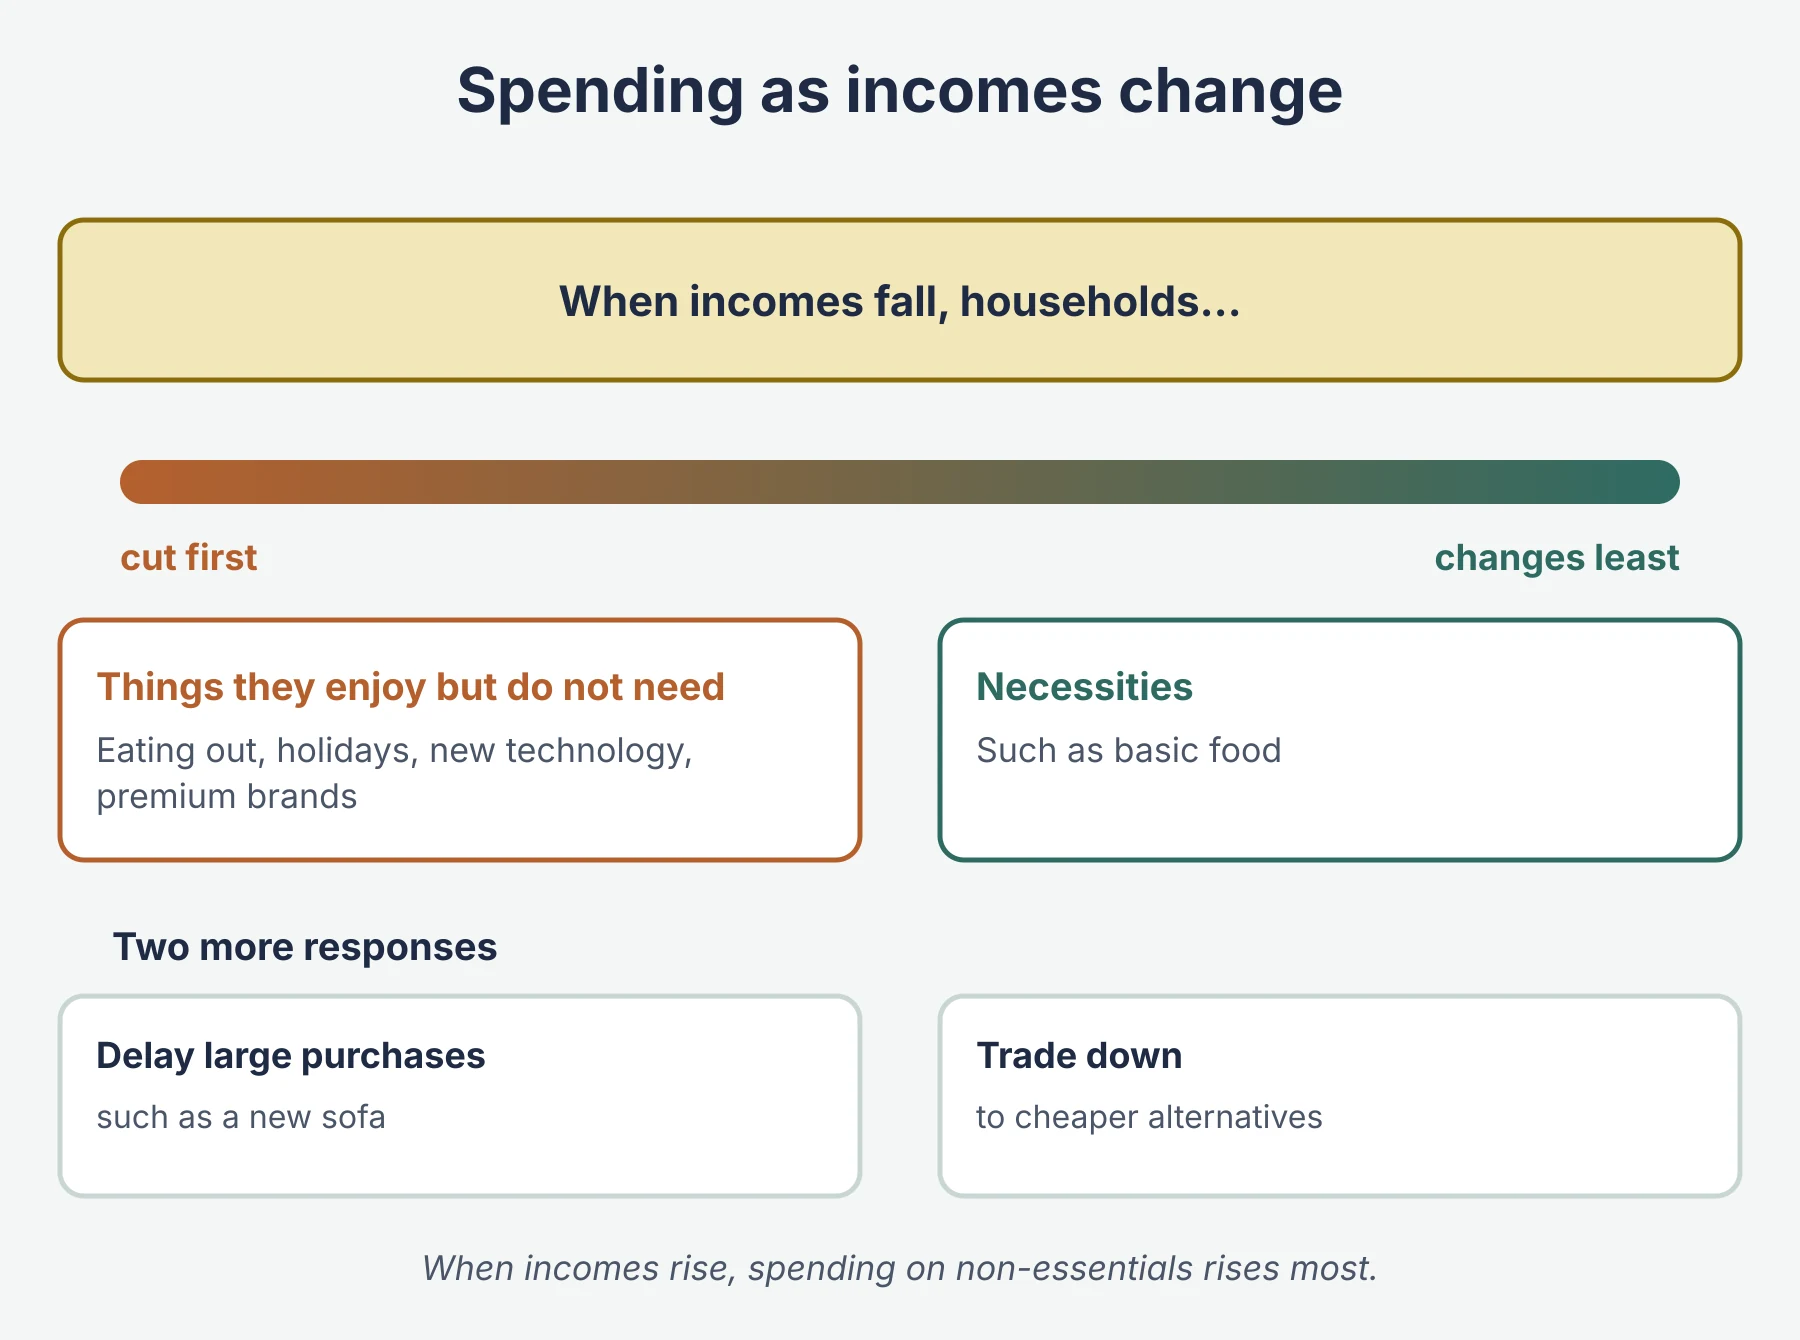 Spending as incomes change
When incomes fall, households…
cut first
changes least
Things they enjoy but do not need
Eating out, holidays, new technology,
premium brands
Necessities
Such as basic food
Two more responses
Delay large purchases
such as a new sofa
Trade down
to cheaper alternatives
When incomes rise, spending on non-essentials rises most.